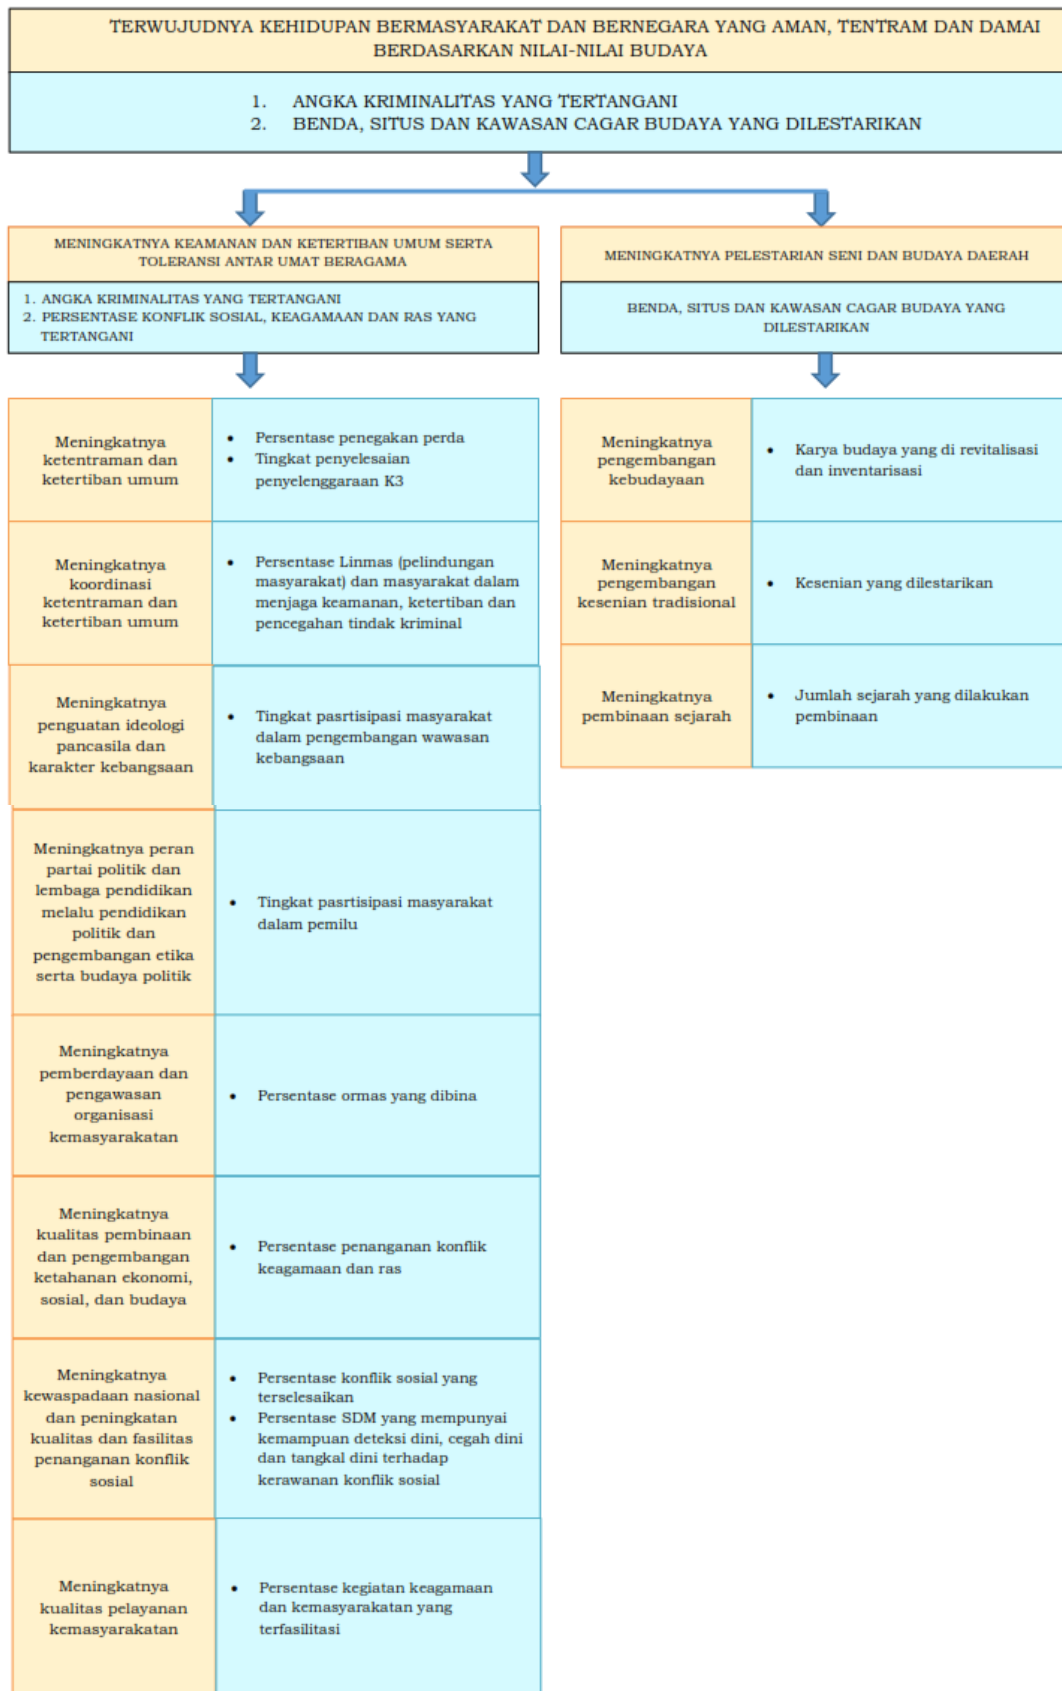 TERWUJUDNYA KEHIDUPAN BERMASYARAKAT DAN BERNEGARA YANG AMAN, TENTRAM DAN DAMAI
BERDASARKAN NILAI-NILAI BUDAYA
1. ANGKA KRIMINALITAS YANG TERTANGANI
2. BENDA, SITUS DAN KAWASAN CAGAR BUDAYA YANG DILESTARIKAN
MENINGKATNYA KEAMANAN DAN KETERTIBAN UMUM SERTA
TOLERANSI ANTAR UMAT BERAGAMA
1. ANGKA KRIMINALITAS YANG TERTANGANI
2. PERSENTASE KONFLIK SOSIAL, KEAGAMAAN DAN RAS YANG
TERTANGANI
MENINGKATNYA PELESTARIAN SENI DAN BUDAYA DAERAH
BENDA, SITUS DAN KAWASAN CAGAR BUDAYA YANG
DILESTARIKAN
Meningkatnya
ketentraman dan
ketertiban umum
• Persentase penegakan perda
• Tingkat penyelesaian
penyelenggaraan K3
Meningkatnya
koordinasi
ketentraman dan
ketertiban umum
• Persentase Linmas (pelindungan
masyarakat) dan masyarakat dalam
menjaga keamanan, ketertiban dan
pencegahan tindak kriminal
Meningkatnya
penguatan ideologi
pancasila dan
karakter kebangsaan
• Tingkat pasrtisipasi masyarakat
dalam pengembangan wawasan
kebangsaan
Meningkatnya peran
partai politik dan
lembaga pendidikan
melalu pendidikan
politik dan
pengembangan etika
serta budaya politik
• Tingkat pasrtisipasi masyarakat
dalam pemilu
Meningkatnya
pemberdayaan dan
pengawasan
organisasi
kemasyarakatan
• Persentase ormas yang dibina
Meningkatnya
kualitas pembinaan
dan pengembangan
ketahanan ekonomi,
sosial, dan budaya
• Persentase penanganan konflik
keagamaan dan ras
Meningkatnya
kewaspadaan nasional
dan peningkatan
kualitas dan fasilitas
penanganan konflik
sosial
• Persentase konflik sosial yang
terselesaikan
• Persentase SDM yang mempunyai
kemampuan deteksi dini, cegah dini
dan tangkal dini terhadap
kerawanan konflik sosial
Meningkatnya
kualitas pelayanan
kemasyarakatan
• Persentase kegiatan keagamaan
dan kemasyarakatan yang
terfasilitasi
Meningkatnya
pengembangan
kebudayaan
• Karya budaya yang di revitalisasi
dan inventarisasi
Meningkatnya
pengembangan
kesenian tradisional
• Kesenian yang dilestarikan
Meningkatnya
pembinaan sejarah
• Jumlah sejarah yang dilakukan
pembinaan